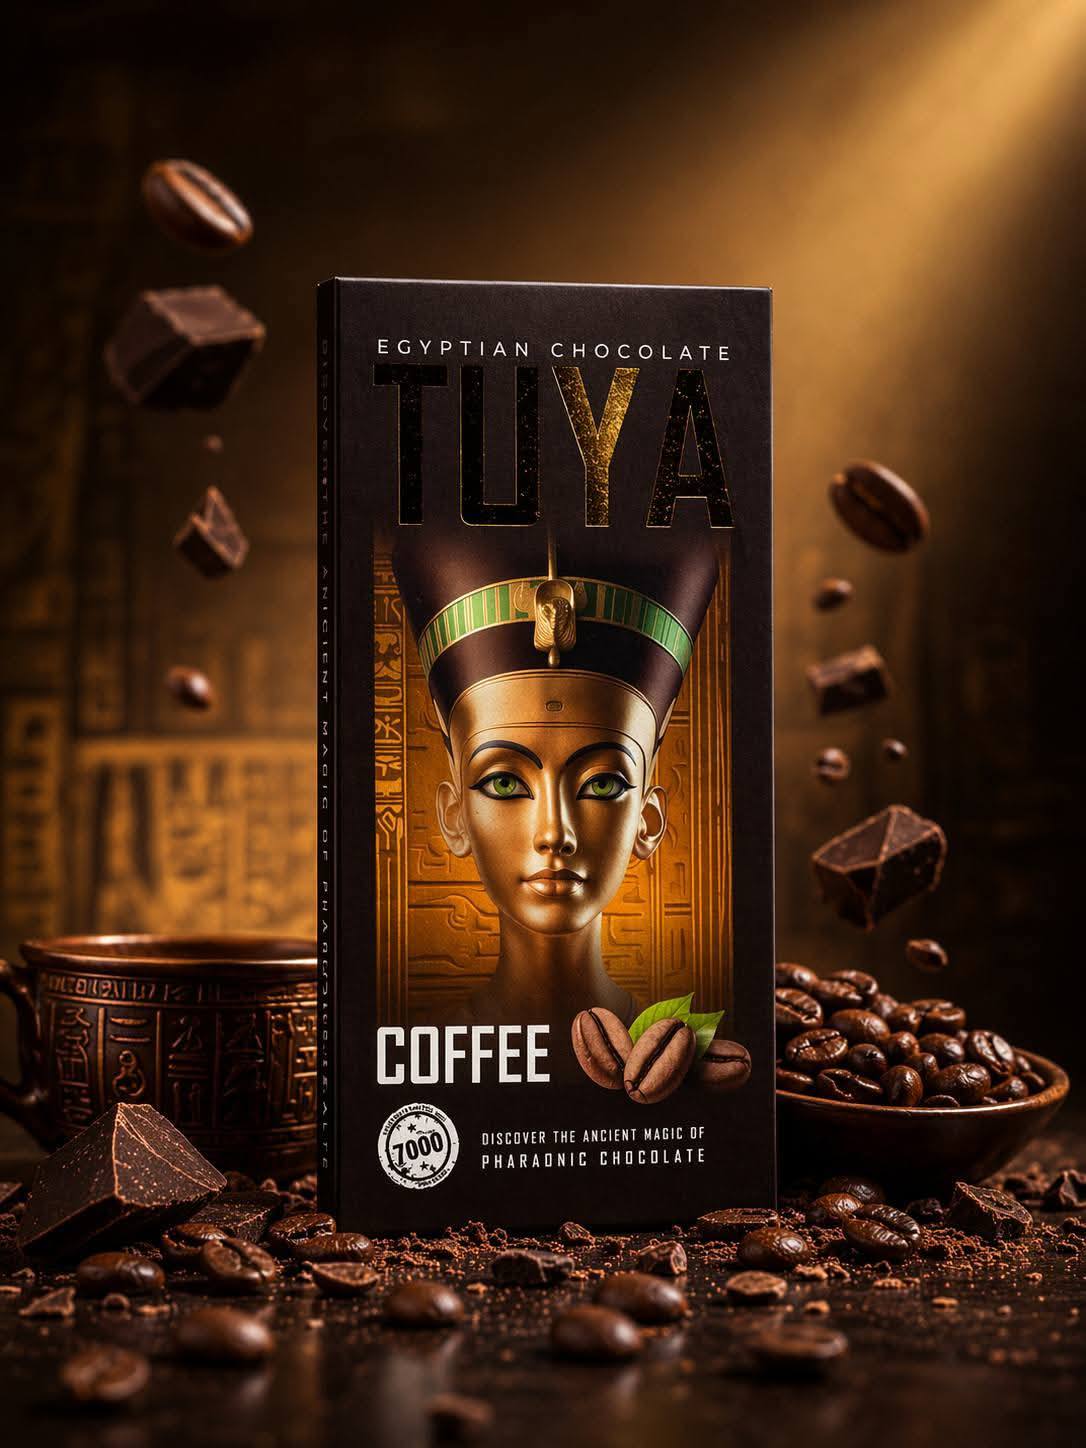 EGYPTIAN CHOCOLATE
TUYA
COFFEE
7000
DISCOVER THE ANCIENT MAGIC OF
PHARAONIC CHOCOLATE